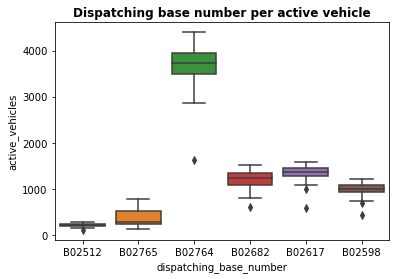 Dispatching base number per active vehicle
active_vehicles
4000
3000
2000
1000
0
B02512 B02765 B02764 B02682 B02617 B02598
dispatching_base_number